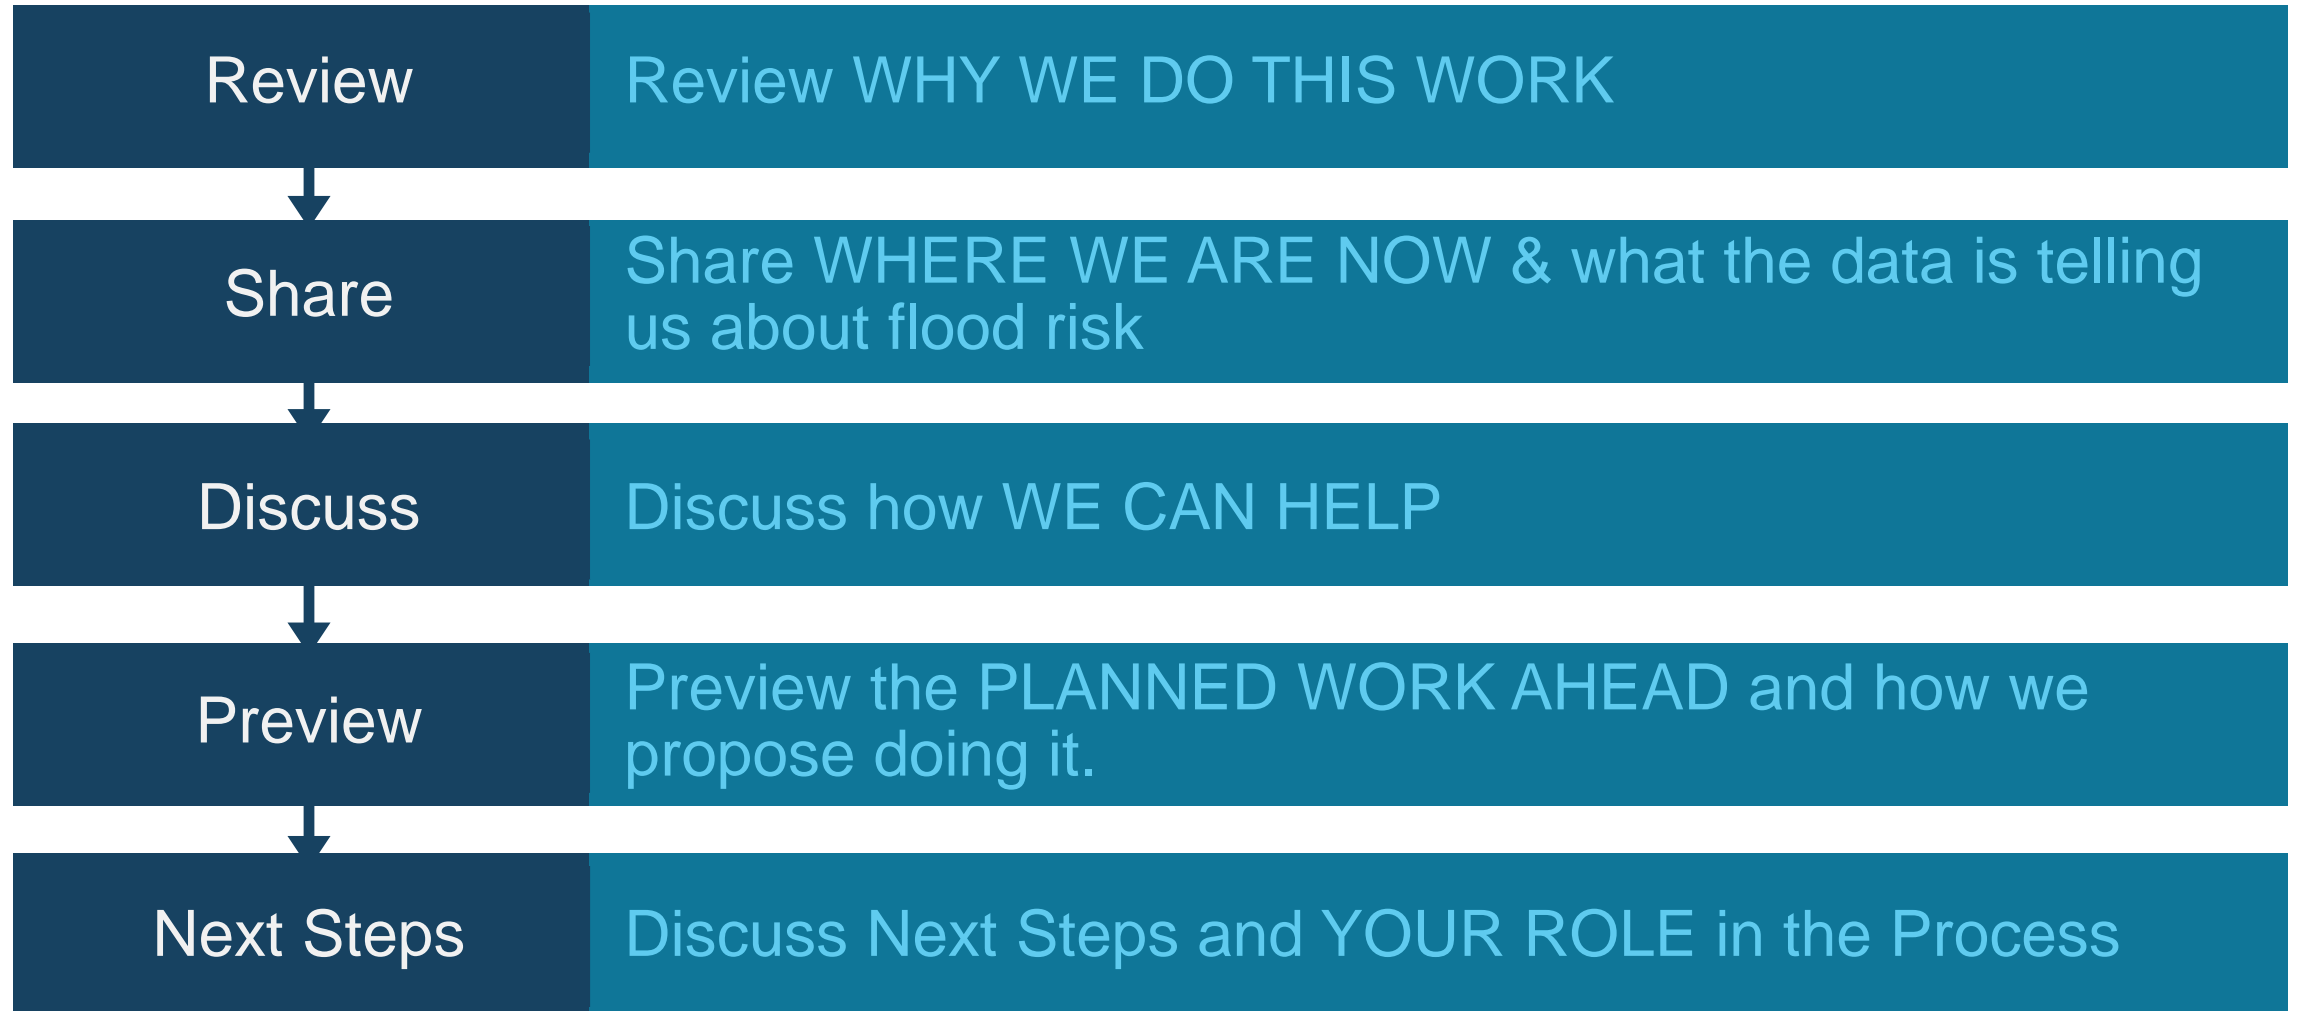 Review
Review WHY WE DO THIS WORK
Share
Share WHERE WE ARE NOW & what the data is telling
us about flood risk
Discuss
Discuss how WE CAN HELP
Preview
Preview the PLANNED WORK AHEAD and how we
propose doing it.
Next Steps
Discuss Next Steps and YOUR ROLE in the Process